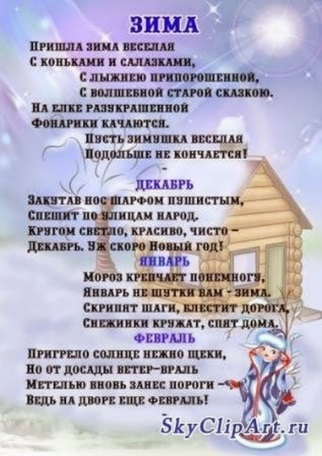 ЗИМА
Пришла зима веселая
С коньками и салазками,
С лыжнею припорошенной,
С волшебной старой сказкою.
На елке разукрашенной
Фонарики качаются.
Пусть зимушка веселая
Подольше не кончается!
-
ДЕКАБРЬ
Закутав нос шарфом пушистым,
Спешит по улицам народ.
Кругом светло, красиво, чисто –
Декабрь. Уж скоро Новый год!
ЯНВАРЬ
Мороз крепчает понемногу,
Январь не шутки вам - зима.
Скрипят шаги, блестит дорога,
Снежинки кружат, спят дома.
ФЕВРАЛЬ
Пригрело солнце нежно щеки,
Но от досады ветер-враль
Метелью вновь занес пороги –
Ведь на дворе еще февраль!
-
SkyClipArt.ru